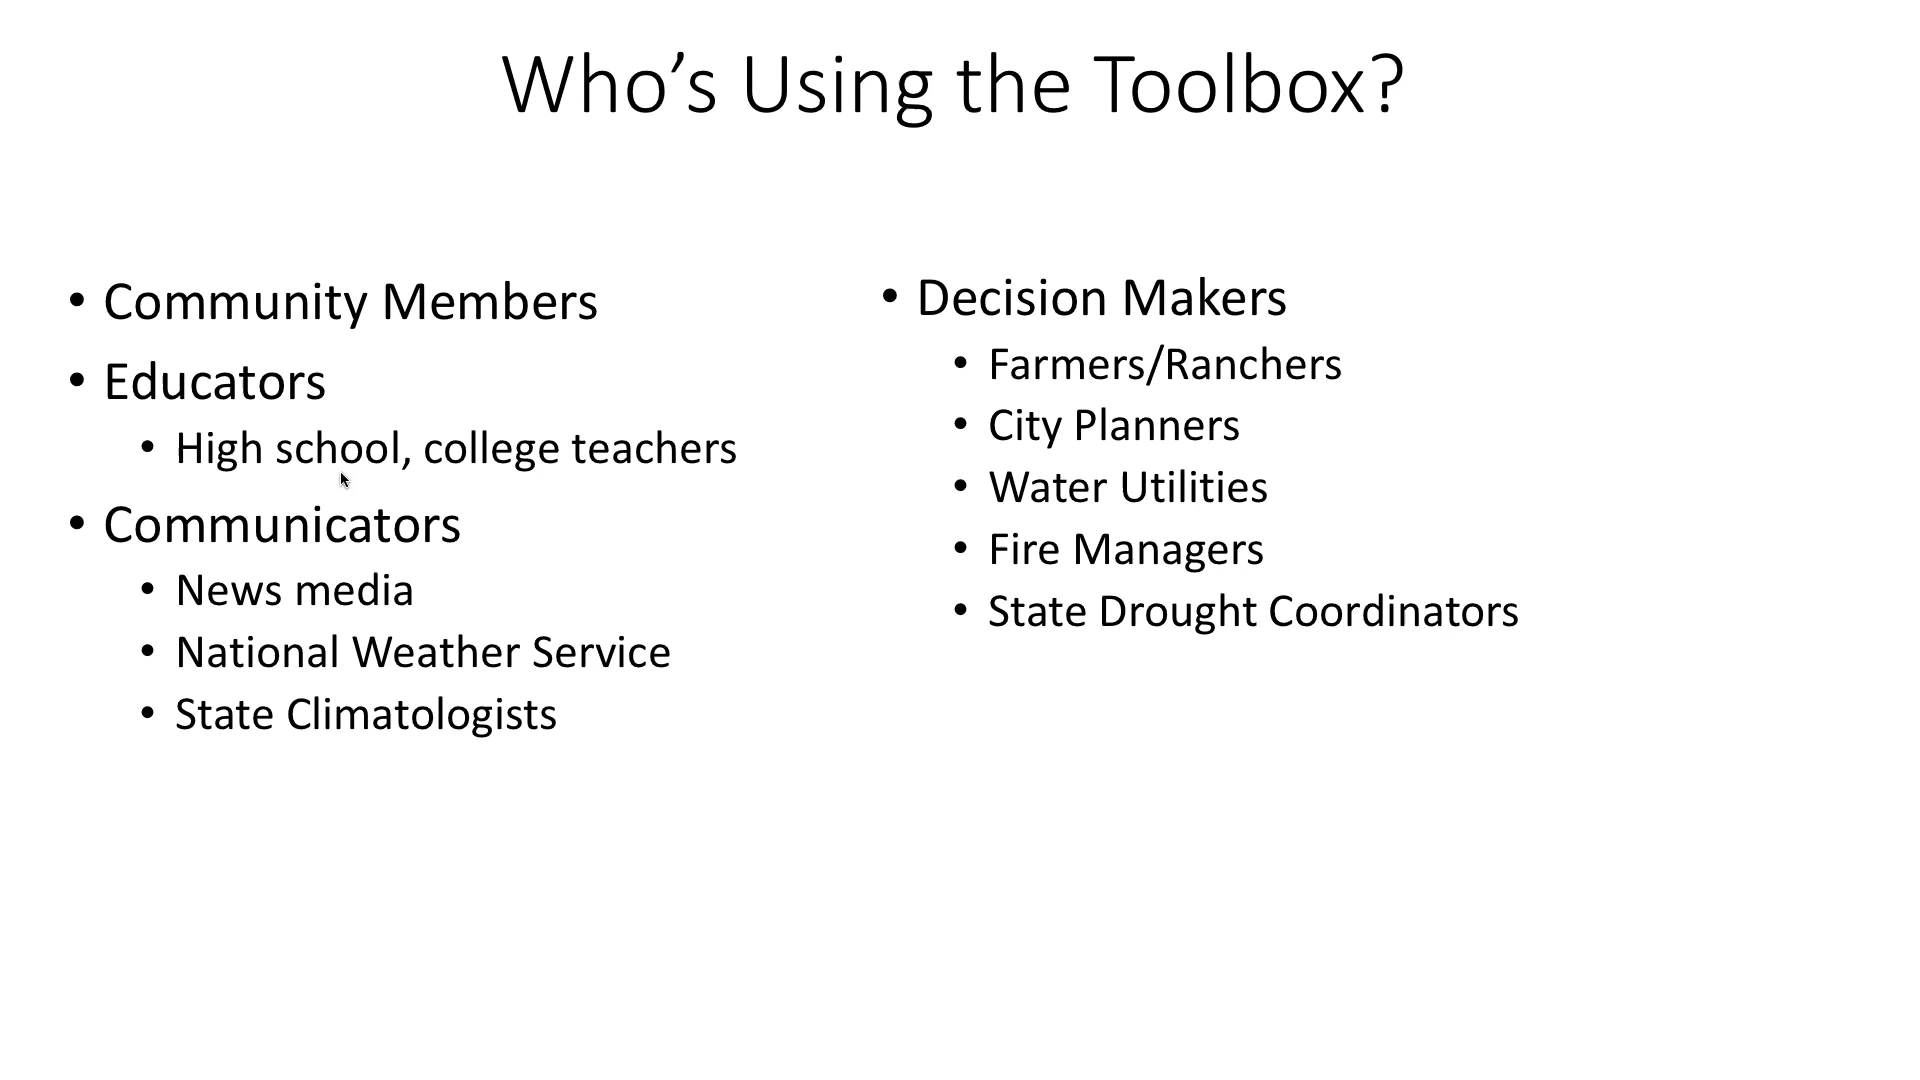 Who’s Using the Toolbox?
• Community Members
• Educators
• High school, college teachers
• Communicators
• News media
• National Weather Service
• State Climatologists
• Decision Makers
• Farmers/Ranchers
• City Planners
• Water Utilities
• Fire Managers
• State Drought Coordinators